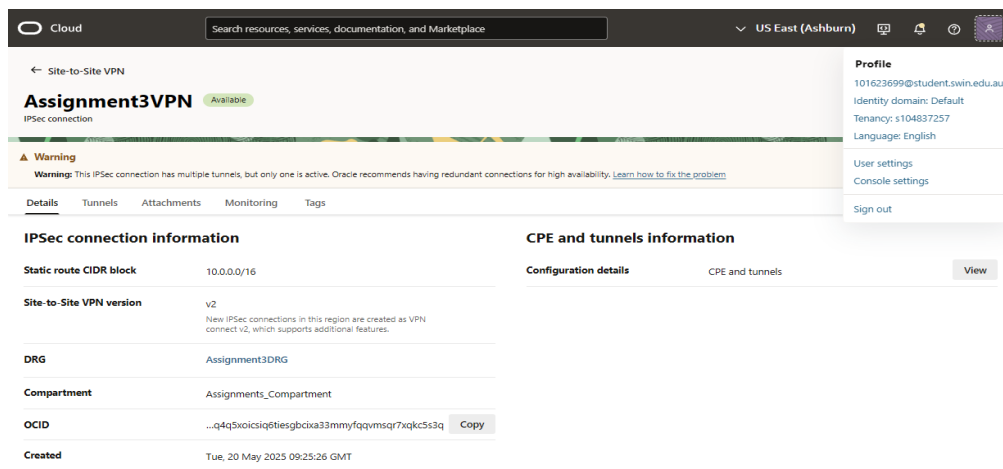 Cloud
Search resources, services, documentation, and Marketplace
US East (Ashburn)
Profile
101623699@student.swin.edu.au
Identity domain: Default
Tenancy: s104837257
Language: English
User settings
Console settings
Sign out
← Site-to-Site VPN
Assignment3VPN Available
IPSec connection
Warning
Warning: This IPSec connection has multiple tunnels, but only one is active. Oracle recommends having redundant connections for high availability. Learn how to fix the problem
Details Tunnels Attachments Monitoring Tags
IPSec connection information
Static route CIDR block 10.0.0.0/16
Site-to-Site VPN version v2
New IPSec connections in this region are created as VPN
connect v2, which supports additional features.
DRG Assignment3DRG
Compartment Assignments_Compartment
OCID ...q4q5xoicsiq6tiesgbcixa33mmyfqqvmsqr7xqkc5s3q Copy
Created Tue, 20 May 2025 09:25:26 GMT
CPE and tunnels information
Configuration details CPE and tunnels View